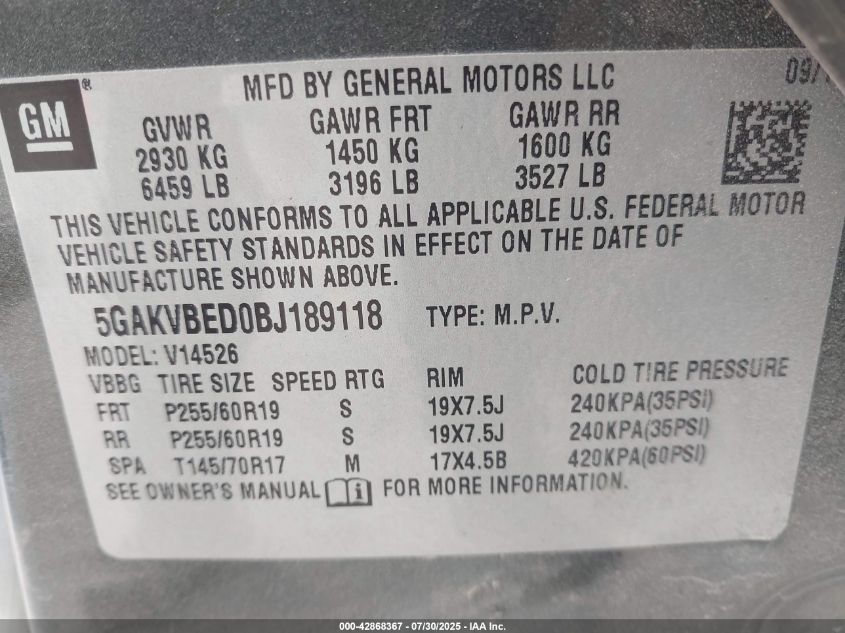 MFD BY GENERAL MOTORS LLC
GM ®
GVWR GAWR FRT GAWR RR
2930 KG 1450 KG 1600 KG
6459 LB 3196 LB 3527 LB
THIS VEHICLE CONFORMS TO ALL APPLICABLE U.S. FEDERAL MOTOR
VEHICLE SAFETY STANDARDS IN EFFECT ON THE DATE OF
MANUFACTURE SHOWN ABOVE.
5GAKVBED0BJ189118 TYPE: M.P.V.
MODEL: V14526
VBBG TIRE SIZE SPEED RTG RIM COLD TIRE PRESSURE
FRT P255/60R19 S 19X7.5J 240KPA(35PSI)
RR P255/60R19 S 19X7.5J 240KPA(35PSI)
SPA T145/70R17 M 17X4.5B 420KPA(60PSI)
SEE OWNER'S MANUAL i FOR MORE INFORMATION.
000-42868367 - 07/30/2025 - IAA Inc.